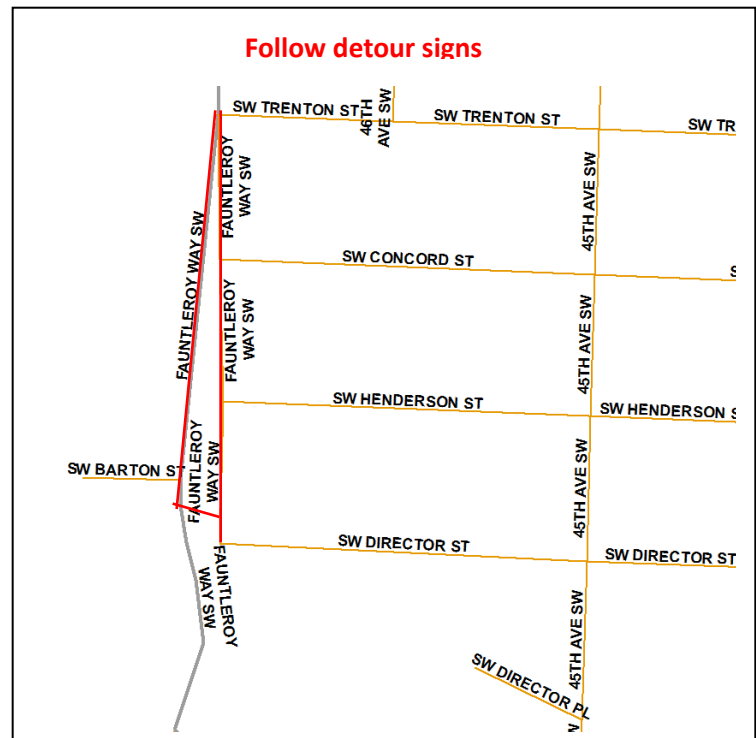 Follow detour signs
SW TRENTON ST
46TH
AVE SW
SW TRENTON ST
SW TR
FAUNTLEROY
WAY SW
45TH AVE SW
FAUNTLEROY WAY SW
SW CONCORD ST
S
FAUNTLEROY
WAY SW
45TH AVE SW
SW HENDERSON ST
SW HENDERSON S
SW BARTON ST
FAUNTLEROY
WAY SW
45TH AVE SW
SW DIRECTOR ST
SW DIRECTOR ST
FAUNTLEROY
WAY SW
45TH AVE SW
SW DIRECTOR PL
W